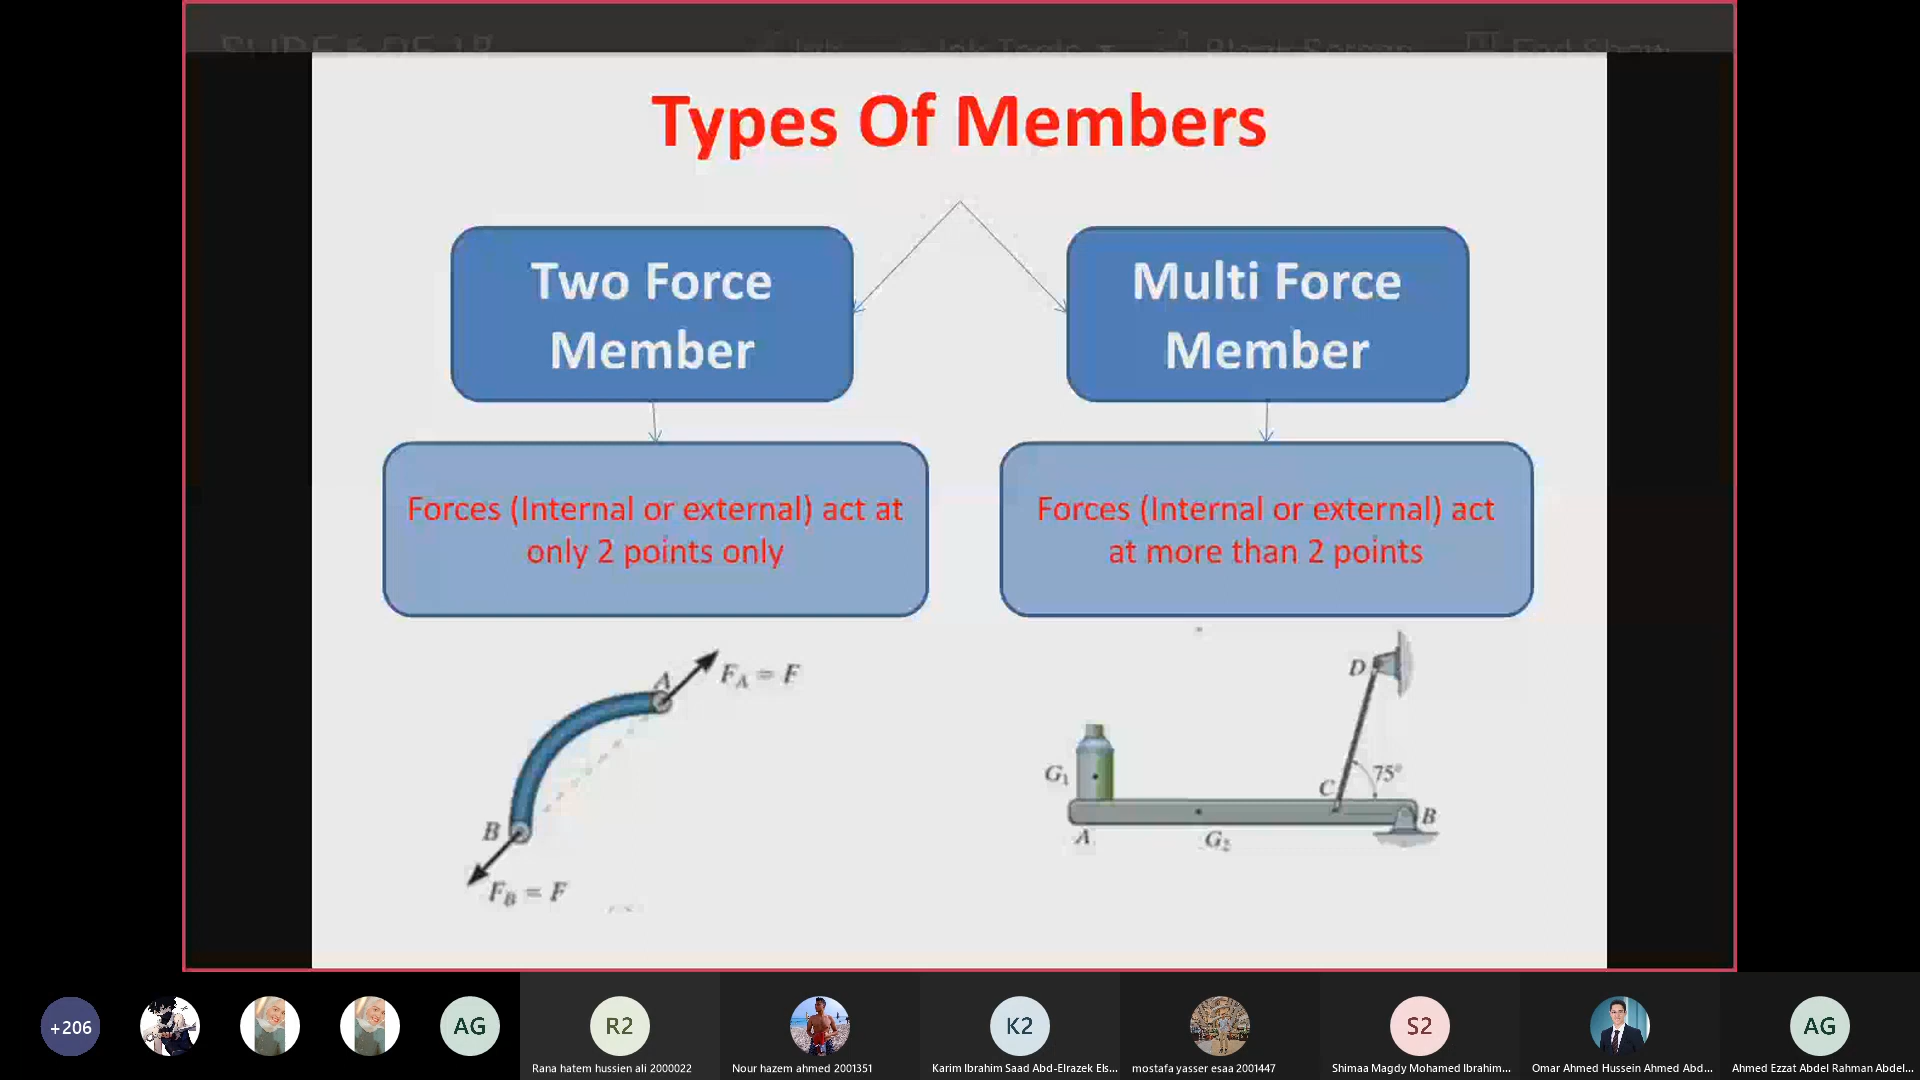 Types Of Members
Two Force
Member
Multi Force
Member
Forces (Internal or external) act at
only 2 points only
Forces (Internal or external) act
at more than 2 points
A
F_A = F
B
F_B = F
D
G₁
75°
C
B
A
G₂
+206
AG
R2
K2
S2
AG
Rana hatem hussien ali 2000022
Nour hazem ahmed 2001351
Karim Ibrahim Saad Abd-Elrazek Els...
mostafa yasser esaa 2001447
Shimaa Magdy Mohamed Ibrahim...
Omar Ahmed Hussein Ahmed Abd...
Ahmed Ezzat Abdel Rahman Abdel...